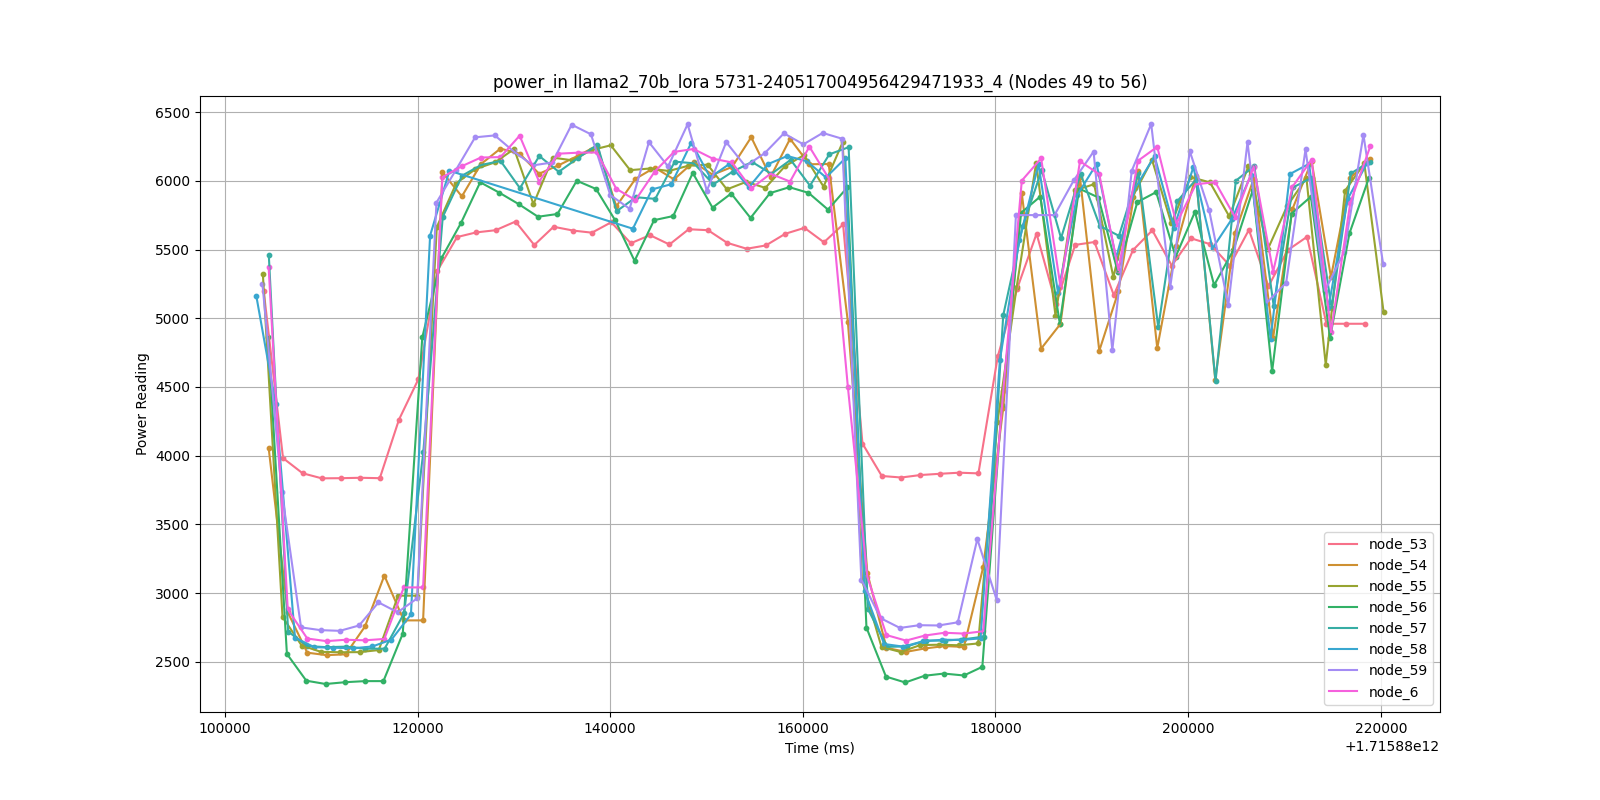 power_in llama2_70b_lora 5731-240517004956429471933_4 (Nodes 49 to 56)
Power Reading
6500
6000
5500
5000
4500
4000
3500
3000
2500
node_53
node_54
node_55
node_56
node_57
node_58
node_59
node_6
100000 120000 140000 160000 180000 200000 220000
Time (ms)
+1.71588e12